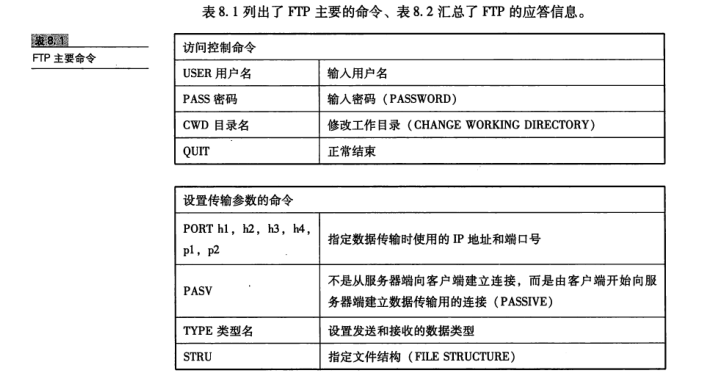 表 8.1 列出了 FTP 主要的命令、表 8.2 汇总了 FTP 的应答信息。
表 8.1
FTP 主要命令
访问控制命令
USER 用户名 输入用户名
PASS 密码 输入密码（PASSWORD）
CWD 目录名 修改工作目录（CHANGE WORKING DIRECTORY）
QUIT 正常结束
设置传输参数的命令
PORT h1，h2，h3，h4，
p1，p2
指定数据传输时使用的 IP 地址和端口号
PASV
不是从服务器端向客户端建立连接，而是由客户端开始向服
务器端建立数据传输用的连接（PASSIVE）
TYPE 类型名 设置发送和接收的数据类型
STRU 指定文件结构（FILE STRUCTURE）